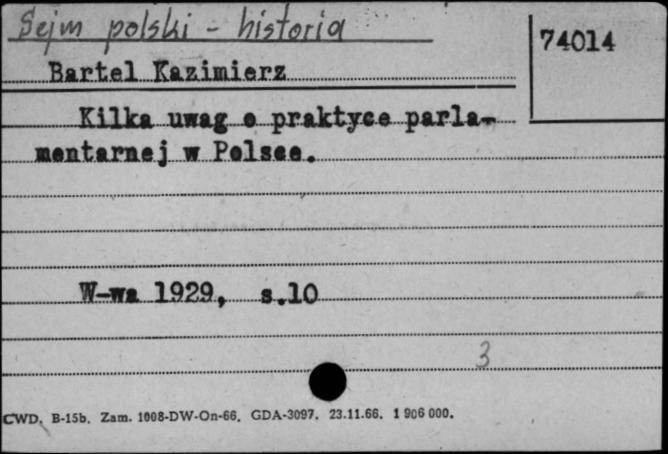 Sejm polski - historia
74014
Bartel Kazimierz
Kilka uwag o praktyce parla-
mentarnej w Polsce.
W-wa 1929, s.10
3
CWD. B-15b. Zam. 1008-DW-On-66. GDA-3097. 23.11.66. 1 906 000.